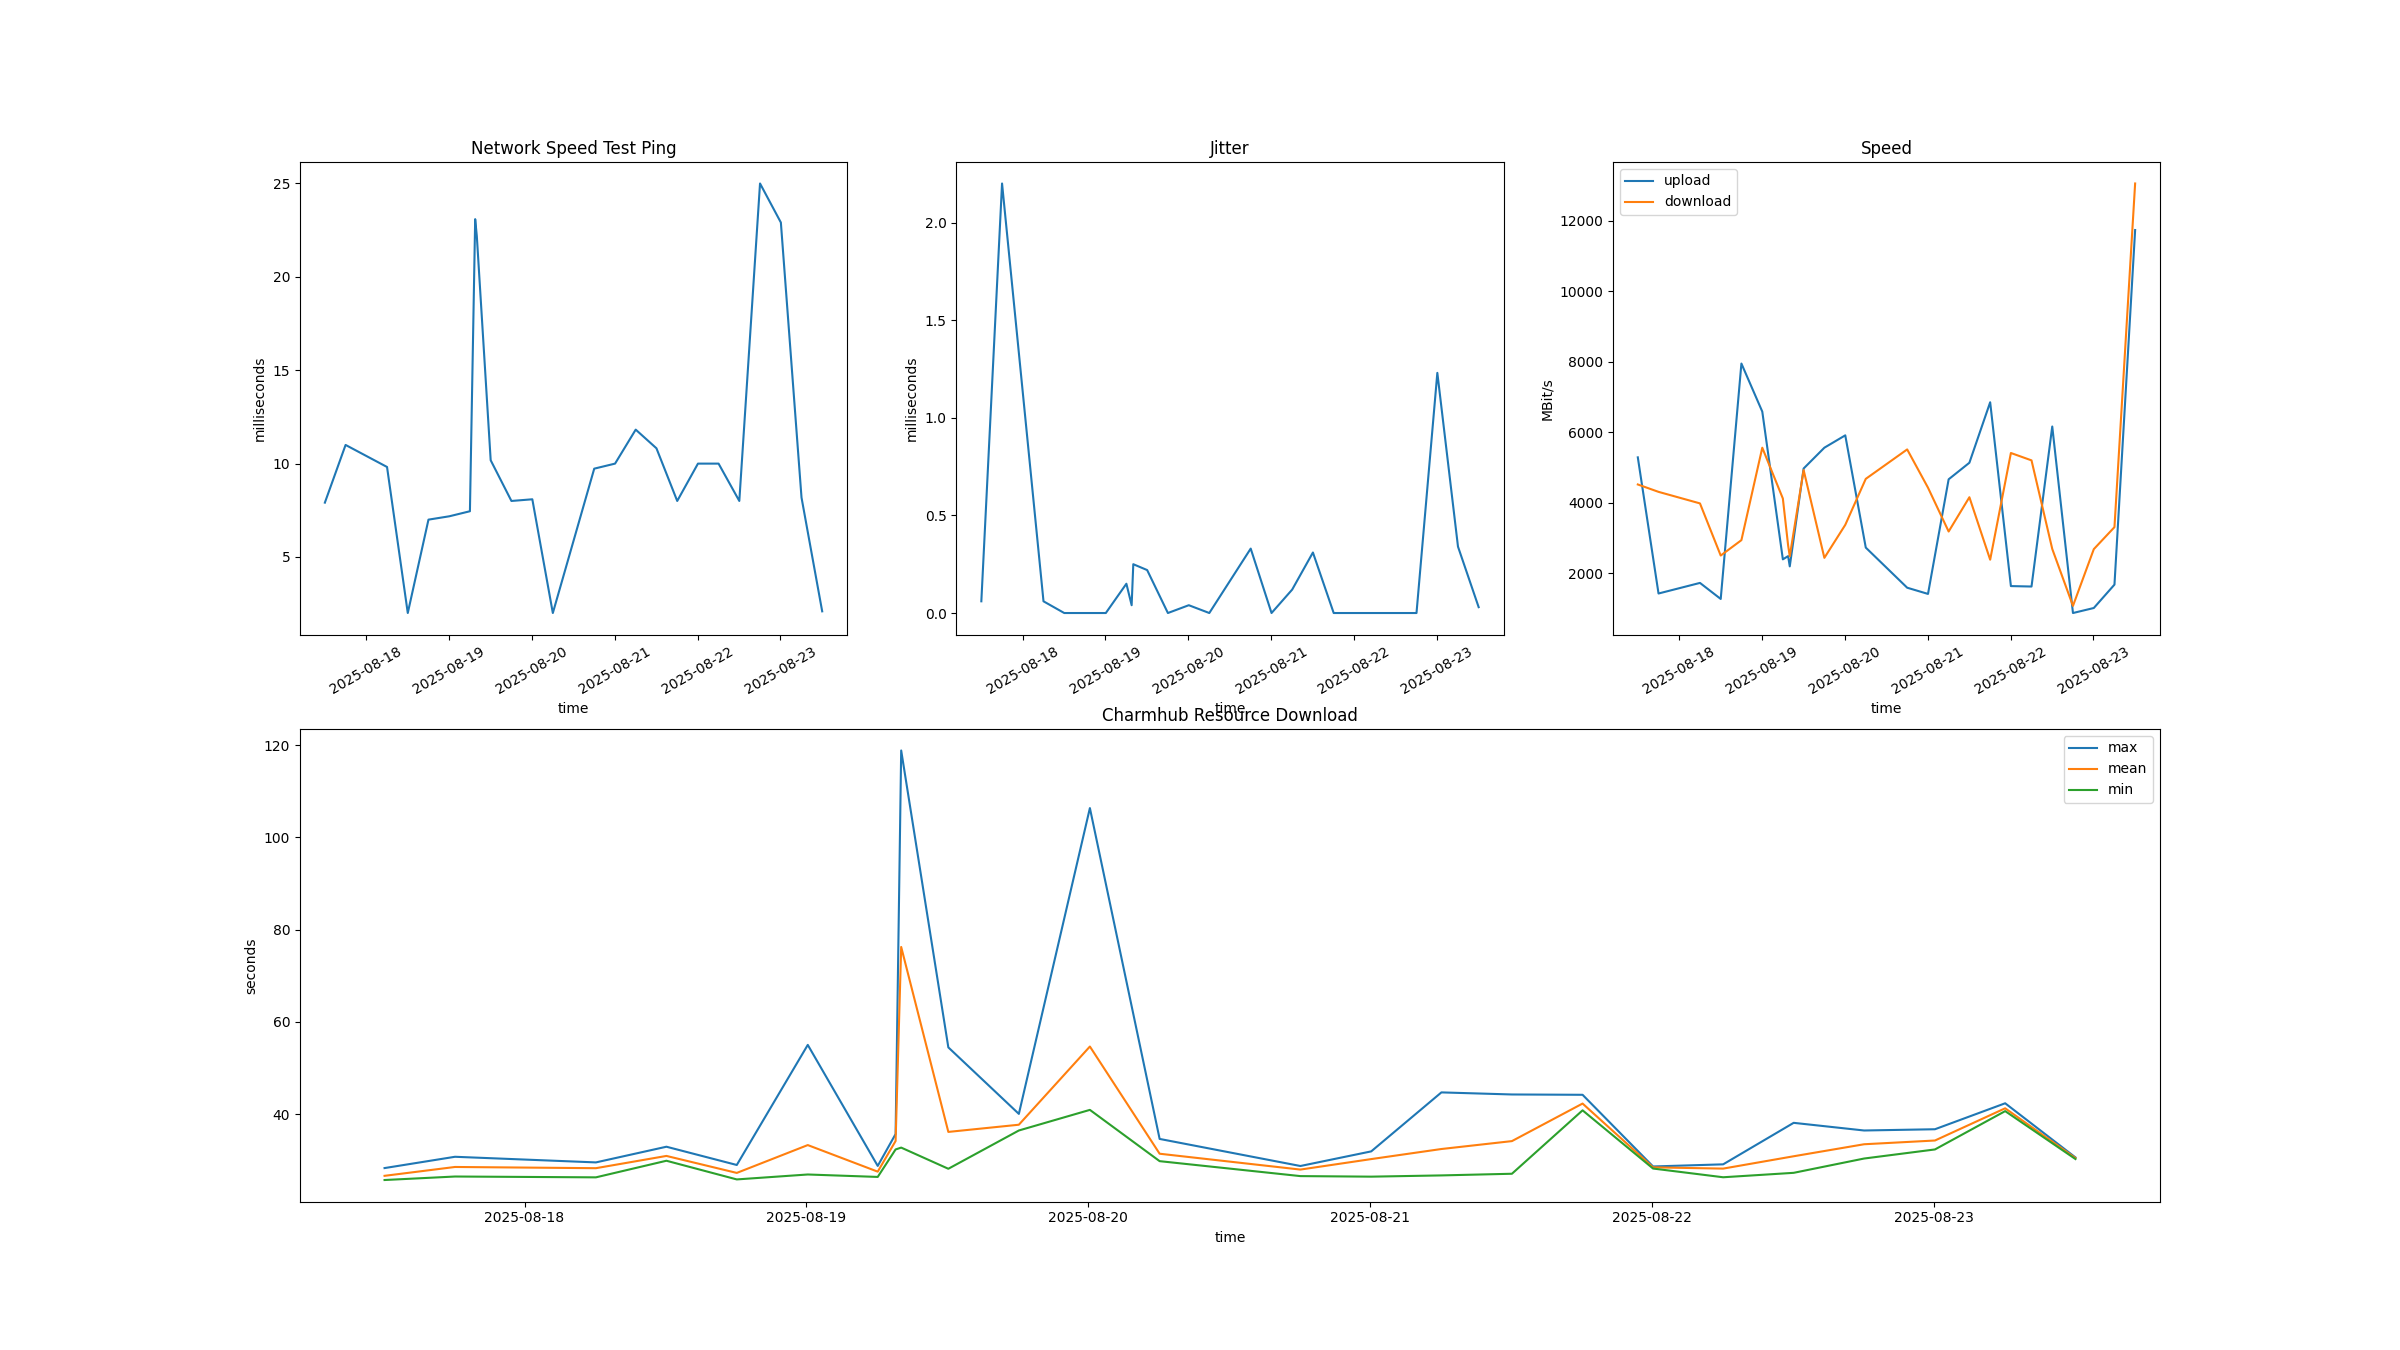 Network Speed Test Ping
milliseconds
25
20
15
10
5
2025-08-18
2025-08-19
2025-08-20
2025-08-21
2025-08-22
2025-08-23
time
Jitter
milliseconds
2.0
1.5
1.0
0.5
0.0
2025-08-18
2025-08-19
2025-08-20
2025-08-21
2025-08-22
2025-08-23
time
Speed
upload
download
MBit/s
12000
10000
8000
6000
4000
2000
2025-08-18
2025-08-19
2025-08-20
2025-08-21
2025-08-22
2025-08-23
time
Charmhub Resource Download
max
mean
min
seconds
120
100
80
60
40
2025-08-18
2025-08-19
2025-08-20
2025-08-21
2025-08-22
2025-08-23
time